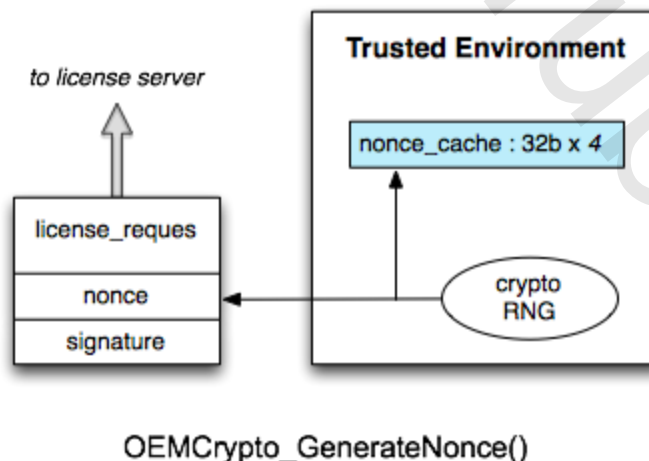 Trusted Environment
to license server
nonce_cache : 32b x 4
license_reques
nonce
signature
crypto
RNG
OEMCrypto_GenerateNonce()